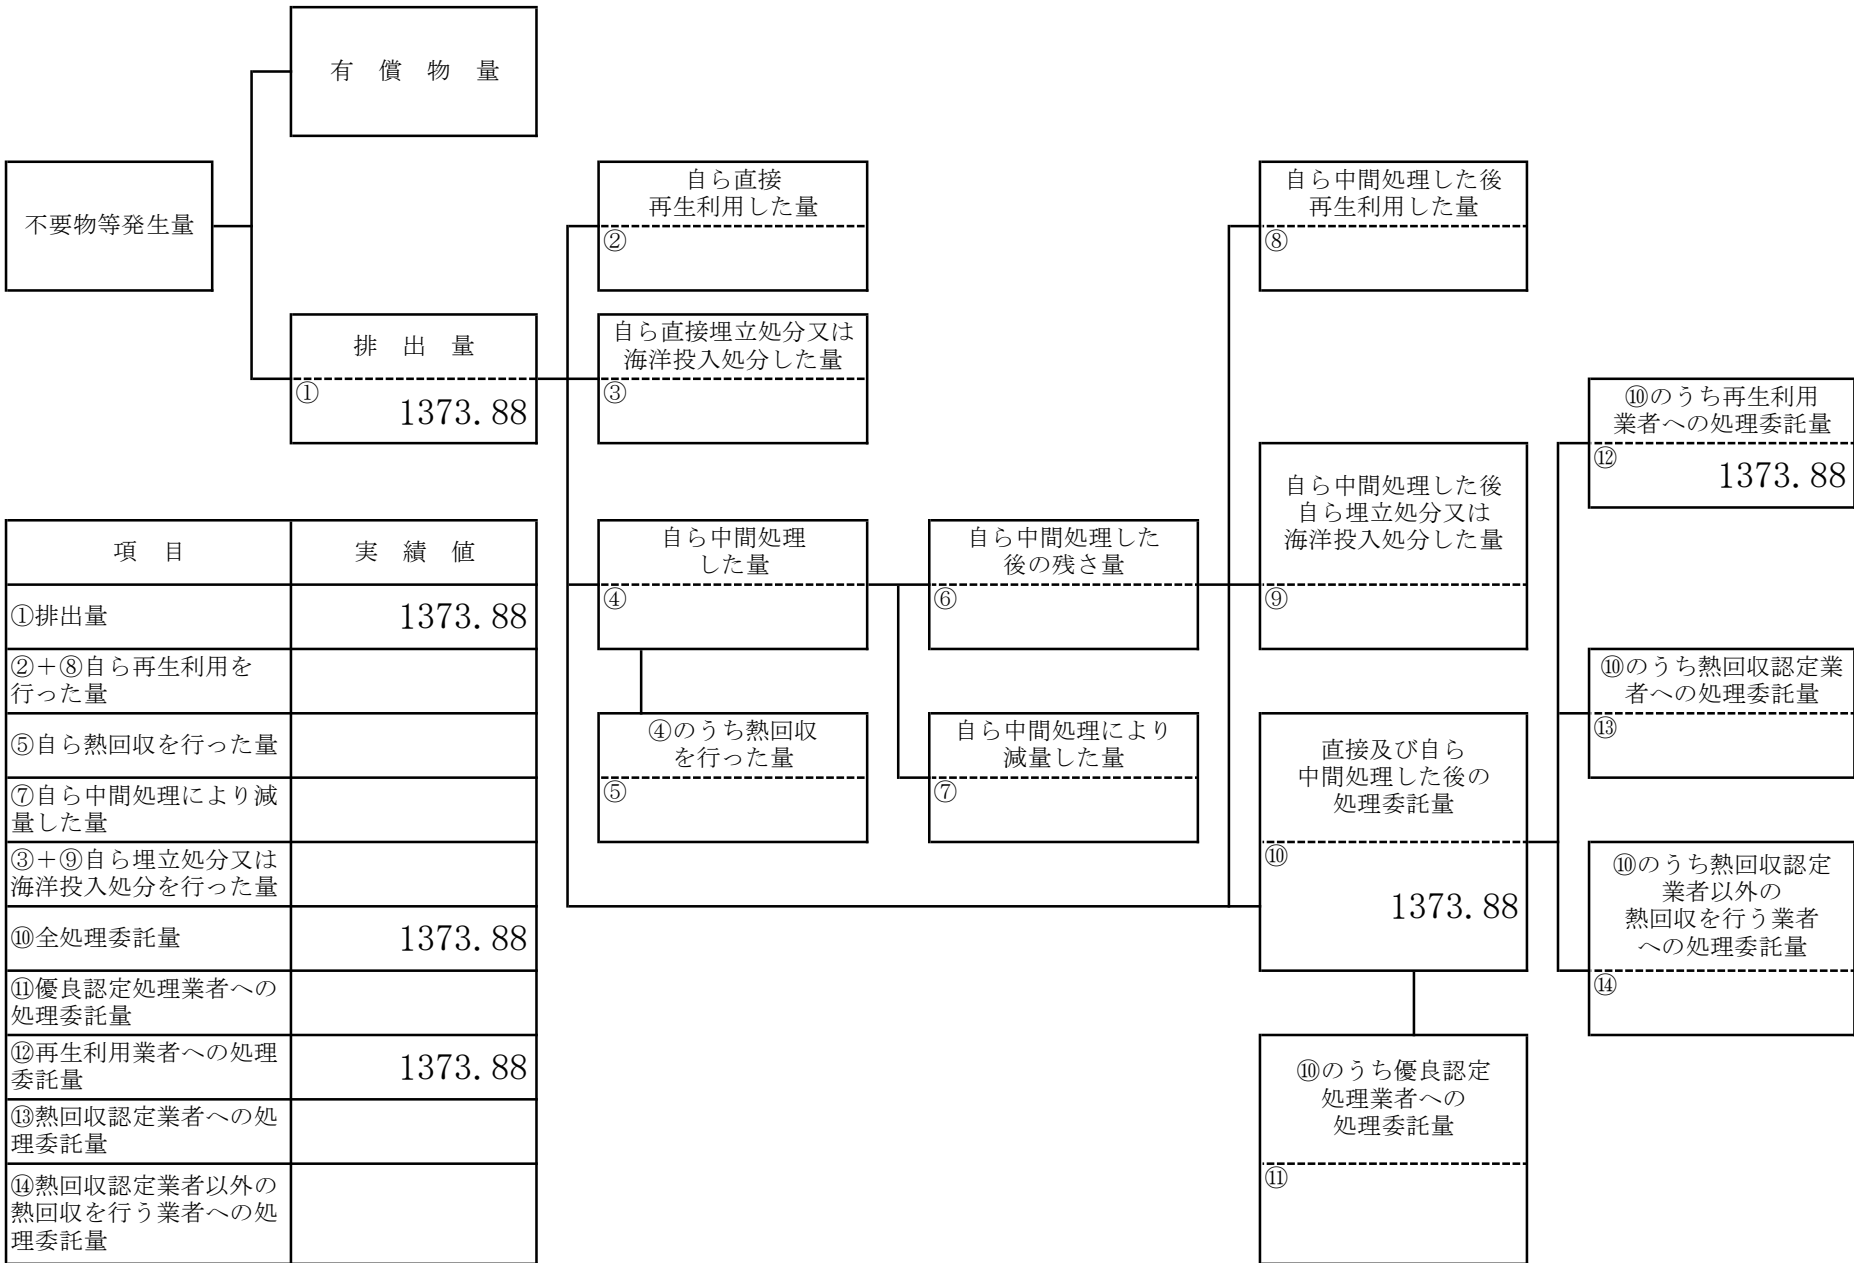 有 償 物 量
不要物等発生量
排 出 量
①
1373.88
自ら直接
再生利用した量
②
自ら直接埋立処分又は
海洋投入処分した量
③
自ら中間処理
した量
④
④のうち熱回収
を行った量
⑤
自ら中間処理した
後の残さ量
⑥
自ら中間処理により
減量した量
⑦
自ら中間処理した後
再生利用した量
⑧
自ら中間処理した後
自ら埋立処分又は
海洋投入処分した量
⑨
直接及び自ら
中間処理した後の
処理委託量
⑩
1373.88
⑩のうち優良認定
処理業者への
処理委託量
⑪
⑩のうち再生利用
業者への処理委託量
⑫
1373.88
⑩のうち熱回収認定業
者への処理委託量
⑬
⑩のうち熱回収認定
業者以外の
熱回収を行う業者
への処理委託量
⑭
項 目 実 績 値
①排出量 1373.88
②+⑧自ら再生利用を
行った量
⑤自ら熱回収を行った量
⑦自ら中間処理により減
量した量
③+⑨自ら埋立処分又は
海洋投入処分を行った量
⑩全処理委託量 1373.88
⑪優良認定処理業者への
処理委託量
⑫再生利用業者への処理
委託量 1373.88
⑬熱回収認定業者への処
理委託量
⑭熱回収認定業者以外の
熱回収を行う業者への処
理委託量